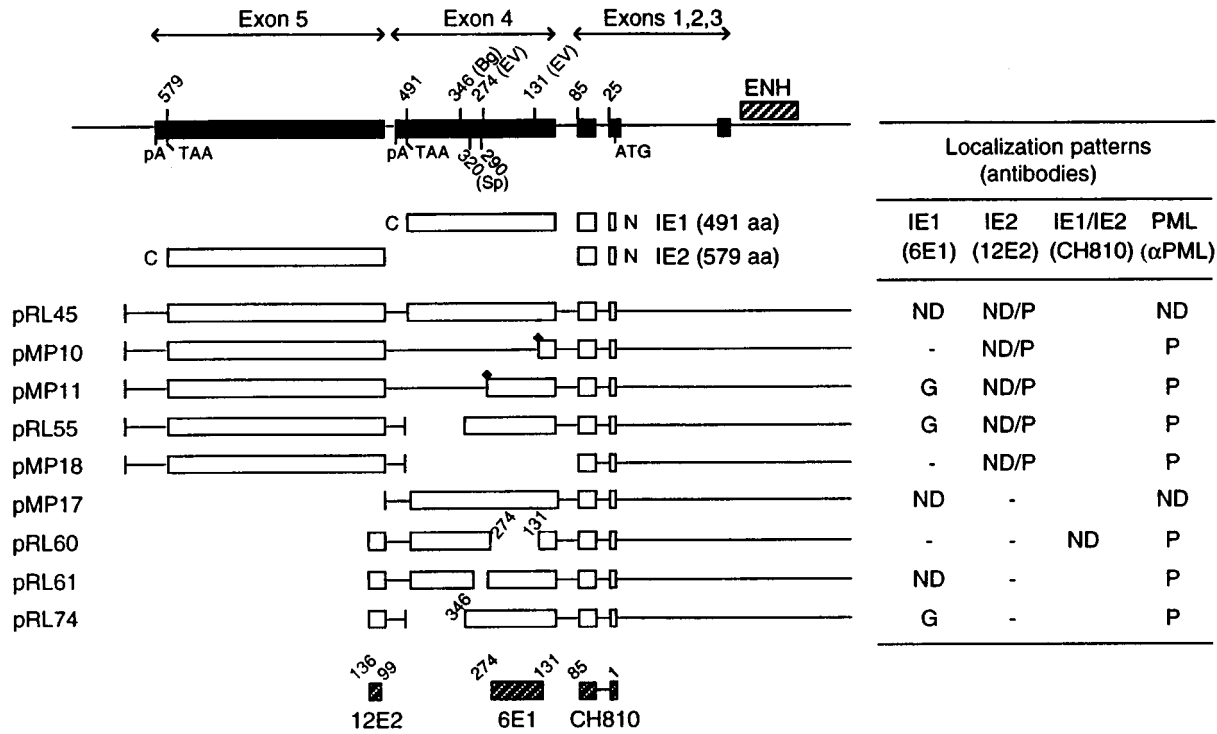 Exon 5 Exon 4 Exons 1,2,3
579 491 346 (Bg) 274 (EV) 131 (EV) 85 25 ENH
pA TAA pA TAA 320 290 (Sp) ATG
Localization patterns
(antibodies)
C N IE1 (491 aa)
C N IE2 (579 aa)
IE1 IE2 IE1/IE2 PML
(6E1) (12E2) (CH810) (αPML)
pRL45 ND ND/P ND
pMP10 - ND/P P
pMP11 G ND/P P
pRL55 G ND/P P
pMP18 - ND/P P
pMP17 ND - ND
pRL60 274 131 - - ND P
pRL61 ND - P
pRL74 346 G - P
136 99 274 131 85 1
12E2 6E1 CH810